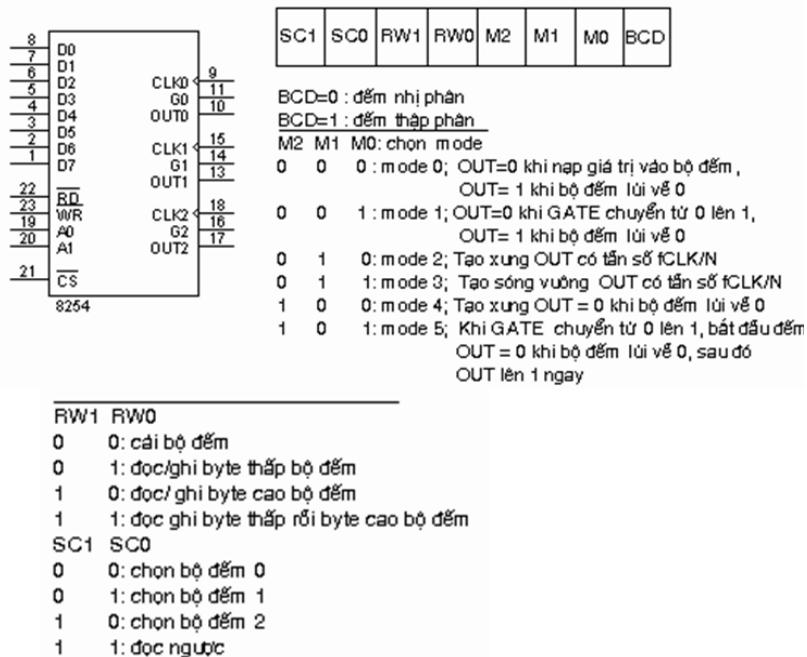 8 D0
7 D1
6 D2 CLK0 9
5 D3 G0 11
4 D4 OUT0 10
3 D5
2 D6 CLK1 15
1 D7 G1 14
OUT1 13
22 RD
23 WR CLK2 18
19 A0 G2 16
20 A1 OUT2 17
21 CS
8254
SC1 SC0 RW1 RW0 M2 M1 M0 BCD
BCD=0 : đếm nhị phân
BCD=1 : đếm thập phân
M2 M1 M0: chọn mode
0 0 0 : mode 0; OUT=0 khi nạp giá trị vào bộ đếm ,
OUT= 1 khi bộ đếm lùi về 0
0 0 1 : mode 1; OUT=0 khi GATE chuyển từ 0 lên 1,
OUT= 1 khi bộ đếm lùi về 0
0 1 0: mode 2; Tạo xung OUT có tần số fCLK/N
0 1 1: mode 3; Tạo sóng vuông OUT có tần số fCLK/N
1 0 0: mode 4; Tạo xung OUT = 0 khi bộ đếm lùi về 0
1 0 1: mode 5; Khi GATE chuyển từ 0 lên 1, bắt đầu đếm
OUT = 0 khi bộ đếm lùi về 0, sau đó
OUT lên 1 ngay
RW1 RW0
0 0: cài bộ đếm
0 1: đọc/ghi byte thấp bộ đếm
1 0: đọc/ ghi byte cao bộ đếm
1 1: đọc ghi byte thấp rồi byte cao bộ đếm
SC1 SC0
0 0: chọn bộ đếm 0
0 1: chọn bộ đếm 1
1 0: chọn bộ đếm 2
1 1: đọc ngược